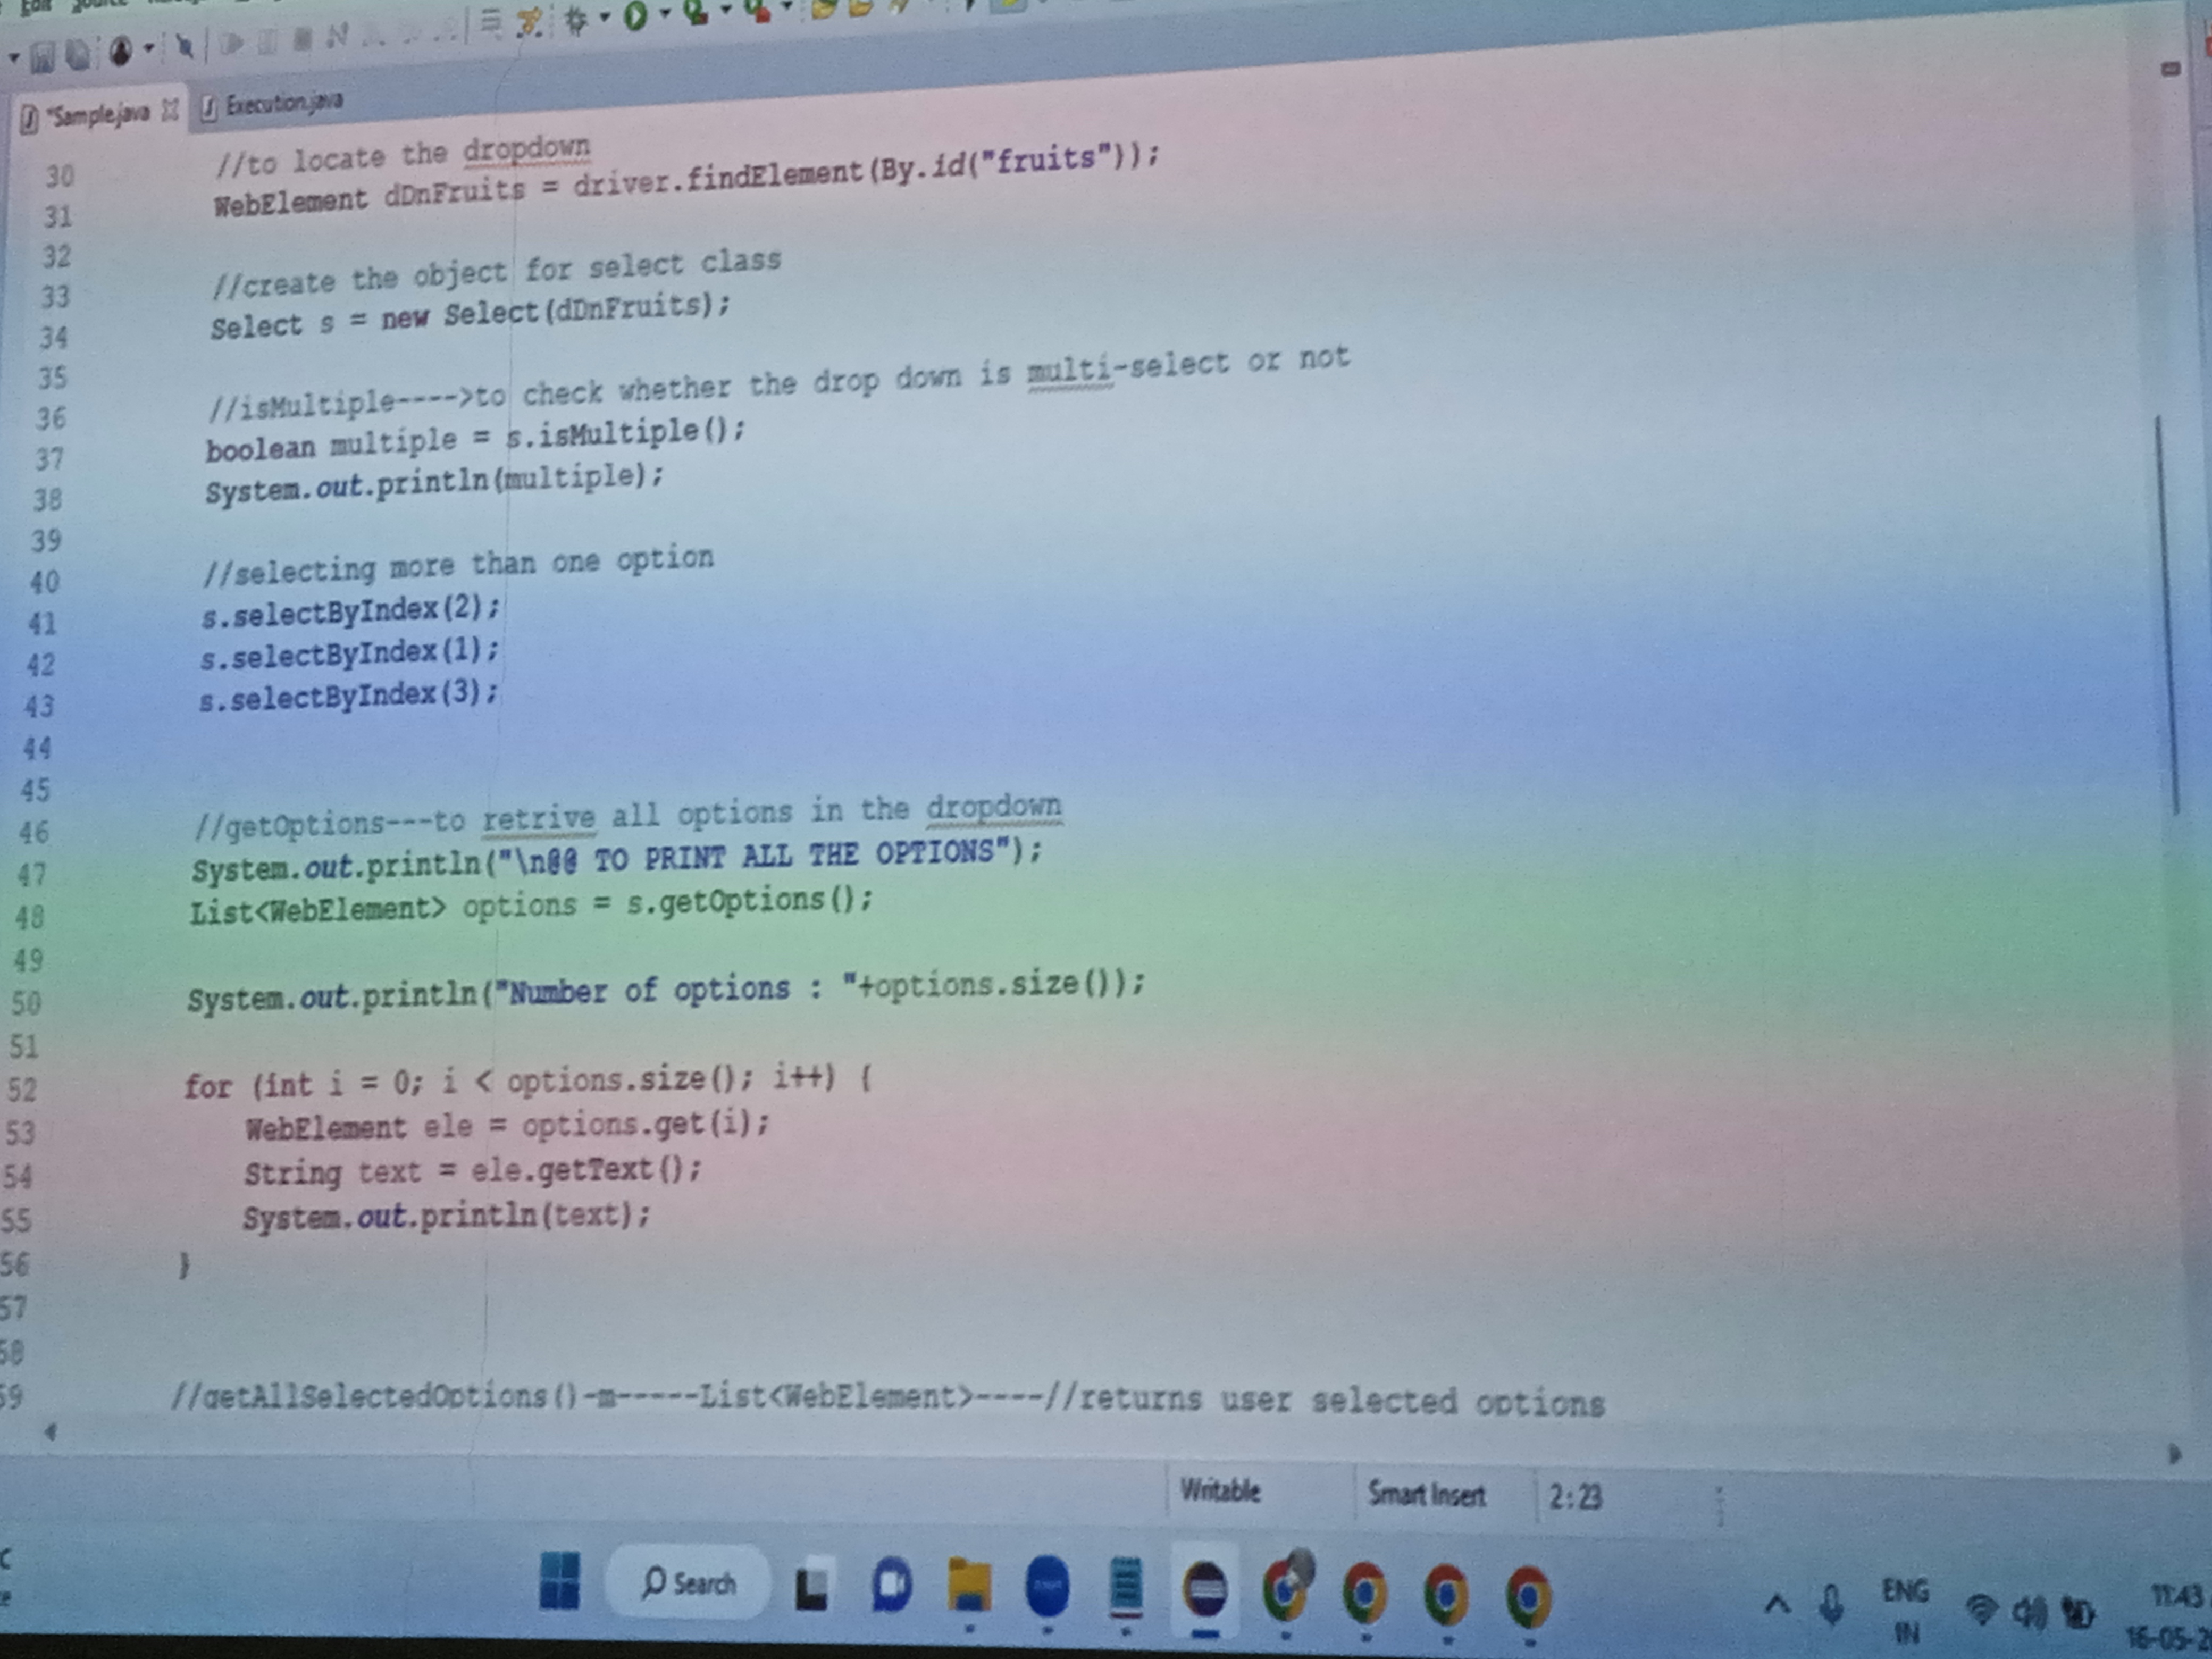 Edit Source
*Sample.java Execution.java
30 //to locate the dropdown
31 WebElement dDnFruits = driver.findElement(By.id("fruits"));
32
33 //create the object for select class
34 Select s = new Select(dDnFruits);
35
36 //isMultiple---->to check whether the drop down is multi-select or not
37 boolean multiple = s.isMultiple();
38 System.out.println(multiple);
39
40 //selecting more than one option
41 s.selectByIndex(2);
42 s.selectByIndex(1);
43 s.selectByIndex(3);
44
45
46 //getOptions---to retrive all options in the dropdown
47 System.out.println("\n@@ TO PRINT ALL THE OPTIONS");
48 List<WebElement> options = s.getOptions();
49
50 System.out.println("Number of options : "+options.size());
51
52 for (int i = 0; i < options.size(); i++) {
53 WebElement ele = options.get(i);
54 String text = ele.getText();
55 System.out.println(text);
56 }
57
58
59 //getAllSelectedOptions()-m-----List<WebElement>----//returns user selected options
Writable Smart Insert 2:23
Search
ENG
IN
11:43
16-05-2